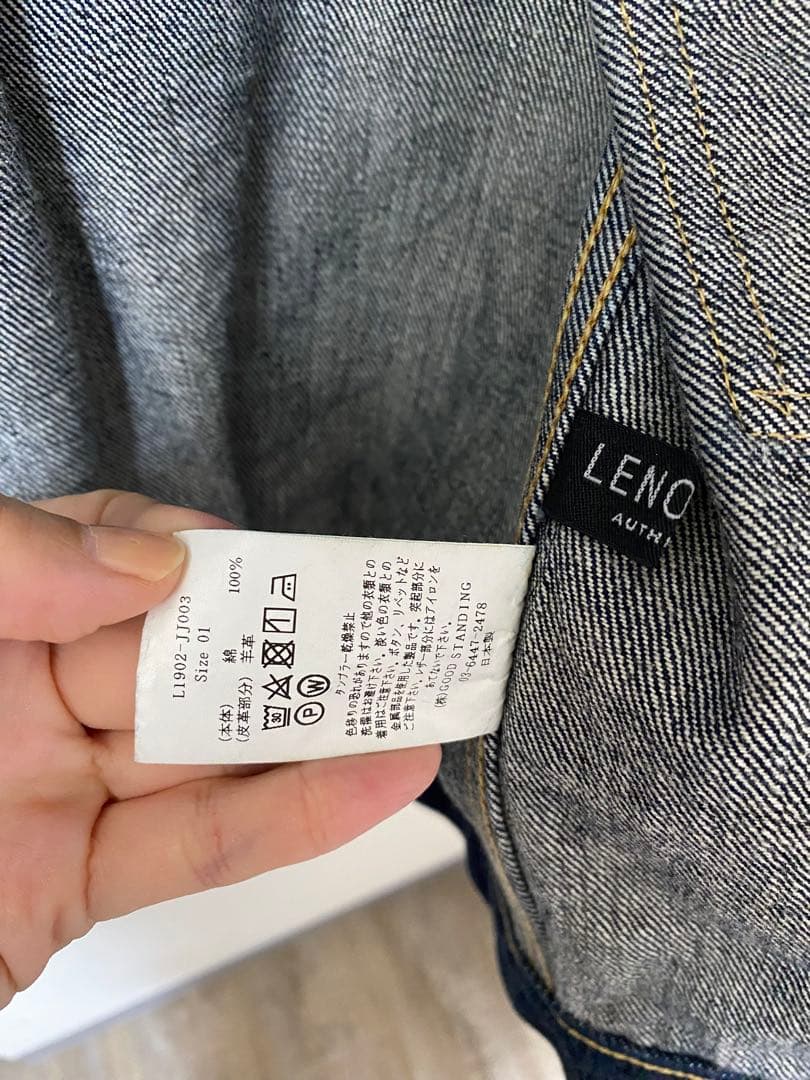 L1902-JJ003
Size 01
(本体) 綿 100%
(皮革部分) 羊革
30
P W
タンブラー乾燥禁止
色移りの恐れがありますので他の衣類との
洗濯はお避け下さい。淡い色の衣類との
着用はご注意下さい。ボタン、リベットなど
金属部品を使用した製品です。突起部分に
ご注意下さい。レザー部分にはアイロンを
あてないで下さい。
(株)GOOD STANDING
03-6447-2478
日本製
LENO
AUTH